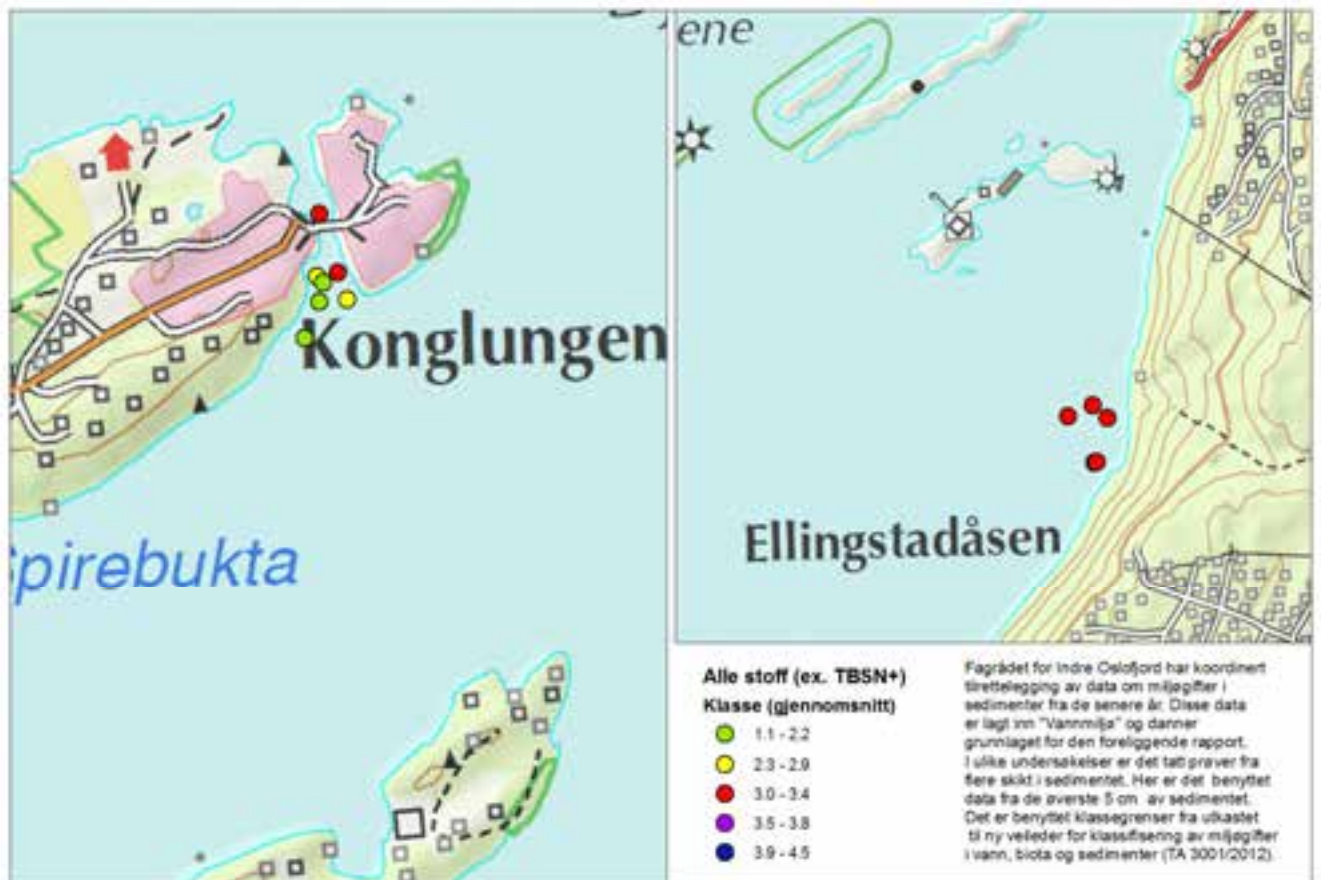 ene
Konglungen
pirebukta
Ellingstadåsen
Alle stoff (ex. TBSN+)
Klasse (gjennomsnitt)
1.1 - 2.2
2.3 - 2.9
3.0 - 3.4
3.5 - 3.8
3.9 - 4.5
Fagrådet for Indre Oslofjord har koordinert
tilrettelegging av data om miljøgifter i
sedimenter fra de senere år. Disse data
er lagt inn "Vannmiljø" og danner
grunnlaget for den foreliggende rapport.
I ulike undersøkelser er det tatt prøver fra
flere skikt i sedimentet. Her er det benyttet
data fra de øverste 5 cm av sedimentet.
Det er benyttet klassegrenser fra utkastet
til ny veileder for klassifisering av miljøgifter
i vann, biota og sedimenter (TA 3001/2012).